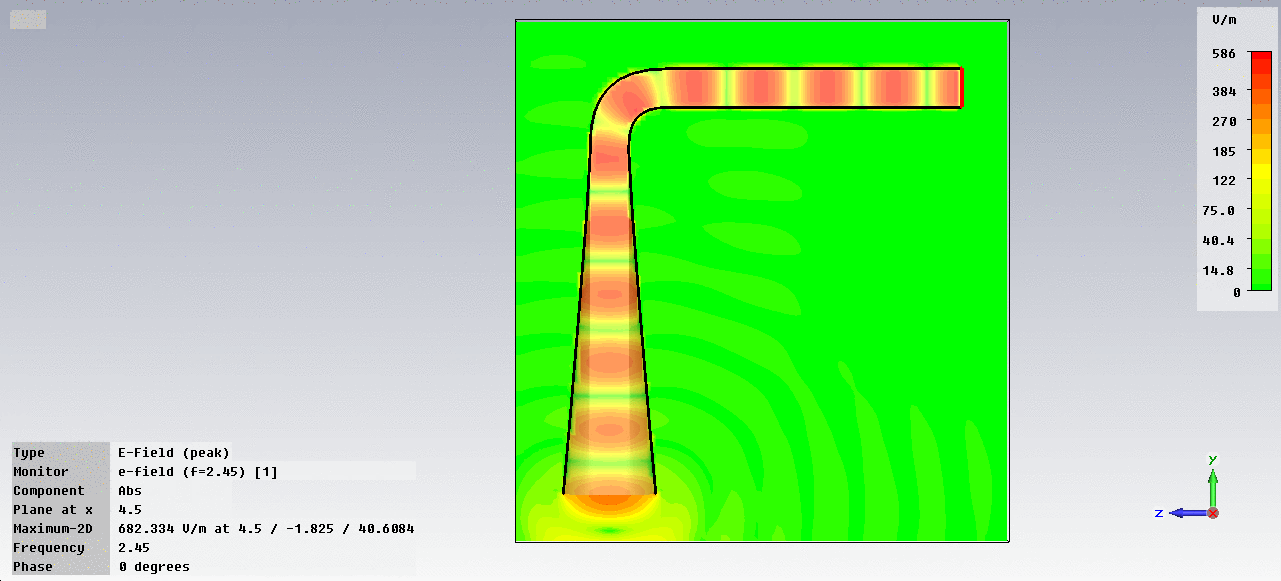 V/m
586
384
270
185
122
75.0
40.4
14.8
0
Type E-Field (peak)
Monitor e-field (f=2.45) [1]
Component Abs
Plane at x 4.5
Maximum-2D 682.334 V/m at 4.5 / -1.825 / 40.6084
Frequency 2.45
Phase 0 degrees
y
z